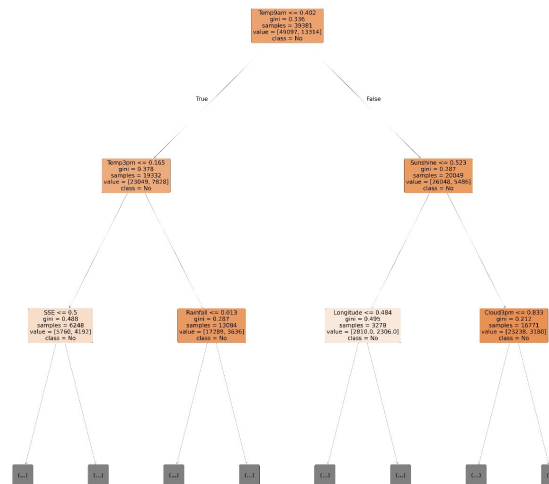 Temp9am <= 0.402
gini = 0.336
samples = 39381
value = [49097, 13314]
class = No
True
False
Temp3pm <= 0.165
gini = 0.378
samples = 19332
value = [23049, 7828]
class = No
Sunshine <= 0.523
gini = 0.287
samples = 20049
value = [26048, 5486]
class = No
SSE <= 0.5
gini = 0.488
samples = 6248
value = [5760, 4192]
class = No
Rainfall <= 0.013
gini = 0.287
samples = 13084
value = [17289, 3636]
class = No
Longitude <= 0.484
gini = 0.495
samples = 3278
value = [2810.0, 2306.0]
class = No
Cloud3pm <= 0.833
gini = 0.212
samples = 16771
value = [23238, 3180]
class = No
(...)
(...)
(...)
(...)
(...)
(...)
(...)